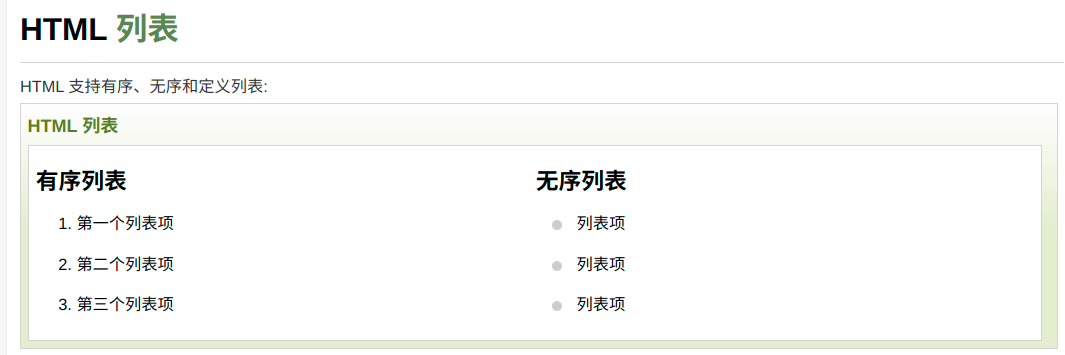 HTML 列表
HTML 支持有序、无序和定义列表:
HTML 列表
有序列表
1. 第一个列表项
2. 第二个列表项
3. 第三个列表项
无序列表
列表项
列表项
列表项